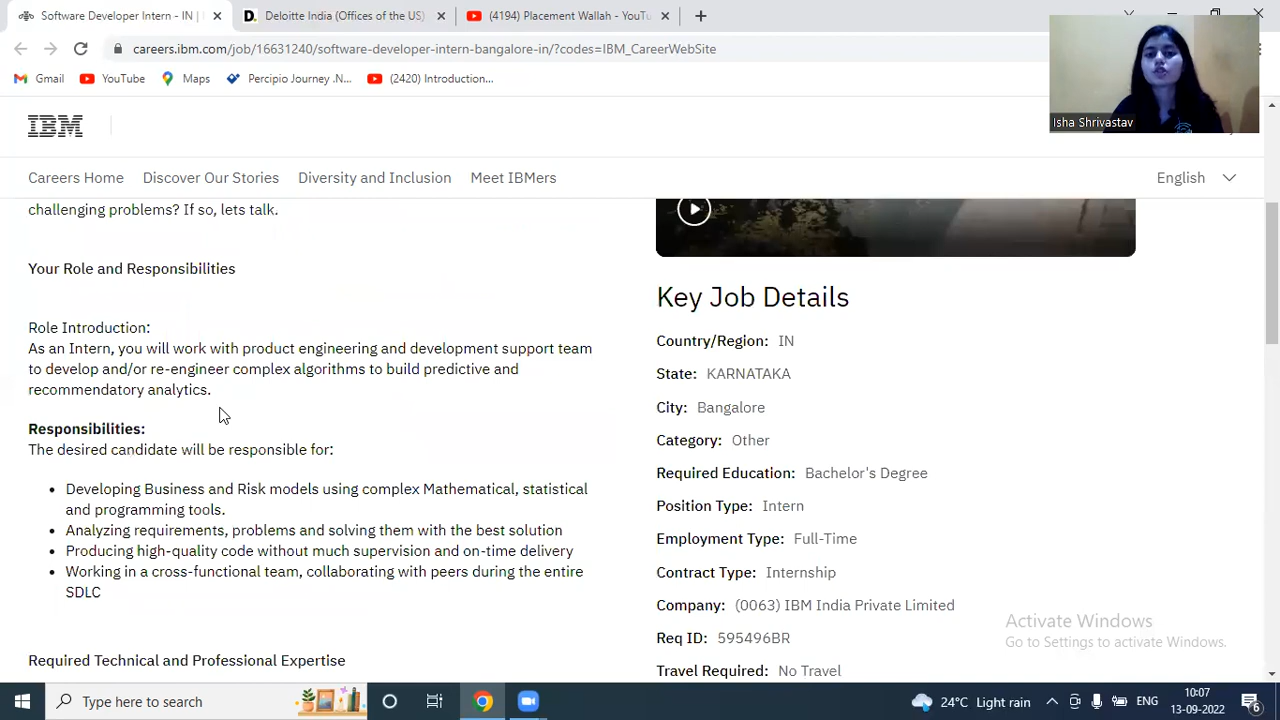 Software Developer Intern - IN |
Deloitte India (Offices of the US)
(4194) Placement Wallah - YouTu
careers.ibm.com/job/16631240/software-developer-intern-bangalore-in/?codes=IBM_CareerWebSite
Gmail
YouTube
Maps
Percipio Journey .N...
(2420) Introduction...
Isha Shrivastav
IBM
Careers Home
Discover Our Stories
Diversity and Inclusion
Meet IBMers
English
challenging problems? If so, lets talk.
Your Role and Responsibilities
Role Introduction:
As an Intern, you will work with product engineering and development support team
to develop and/or re-engineer complex algorithms to build predictive and
recommendatory analytics.
Responsibilities:
The desired candidate will be responsible for:
• Developing Business and Risk models using complex Mathematical, statistical
and programming tools.
• Analyzing requirements, problems and solving them with the best solution
• Producing high-quality code without much supervision and on-time delivery
• Working in a cross-functional team, collaborating with peers during the entire
SDLC
Required Technical and Professional Expertise
Key Job Details
Country/Region: IN
State: KARNATAKA
City: Bangalore
Category: Other
Required Education: Bachelor's Degree
Position Type: Intern
Employment Type: Full-Time
Contract Type: Internship
Company: (0063) IBM India Private Limited
Req ID: 595496BR
Travel Required: No Travel
Activate Windows
Go to Settings to activate Windows.
Type here to search
24°C Light rain
ENG
10:07
13-09-2022
6